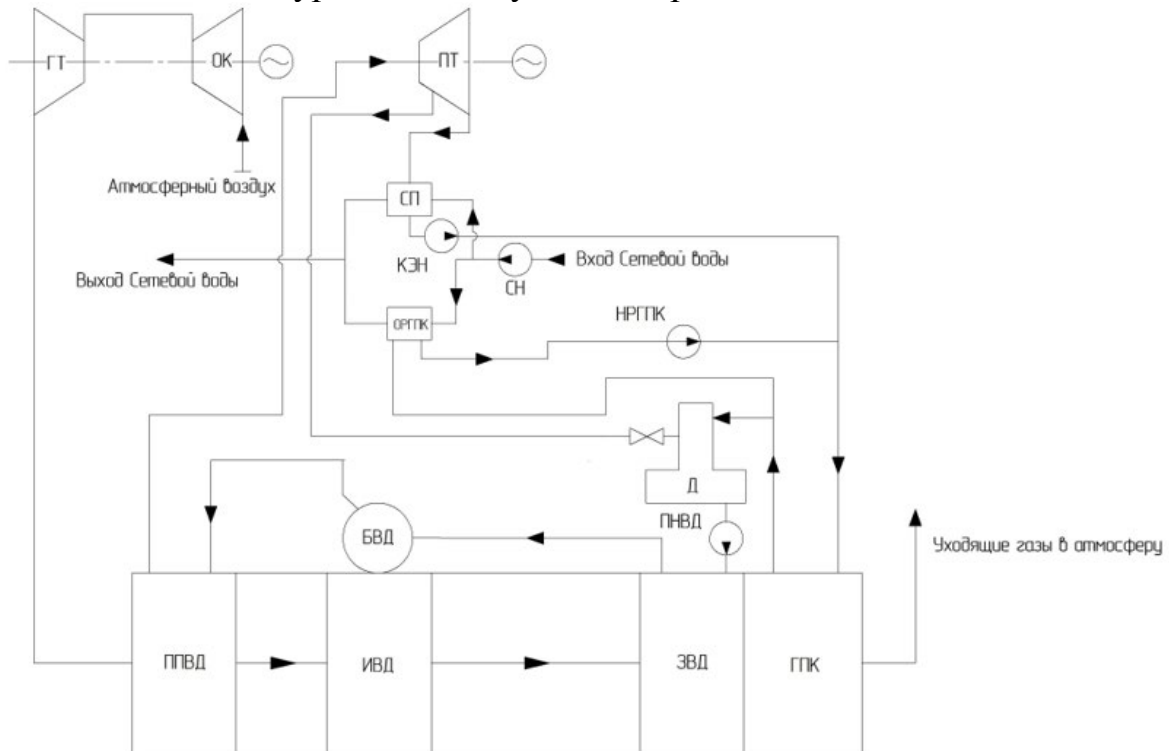 ГТ
ОК
ПТ
Атмосферный воздух
СП
КЭН
СН
Вход Сетевой воды
Выход Сетевой воды
ОРГПК
НРГПК
Д
ПНВД
БВД
Уходящие газы в атмосферу
ППВД
ИВД
ЗВД
ГПК